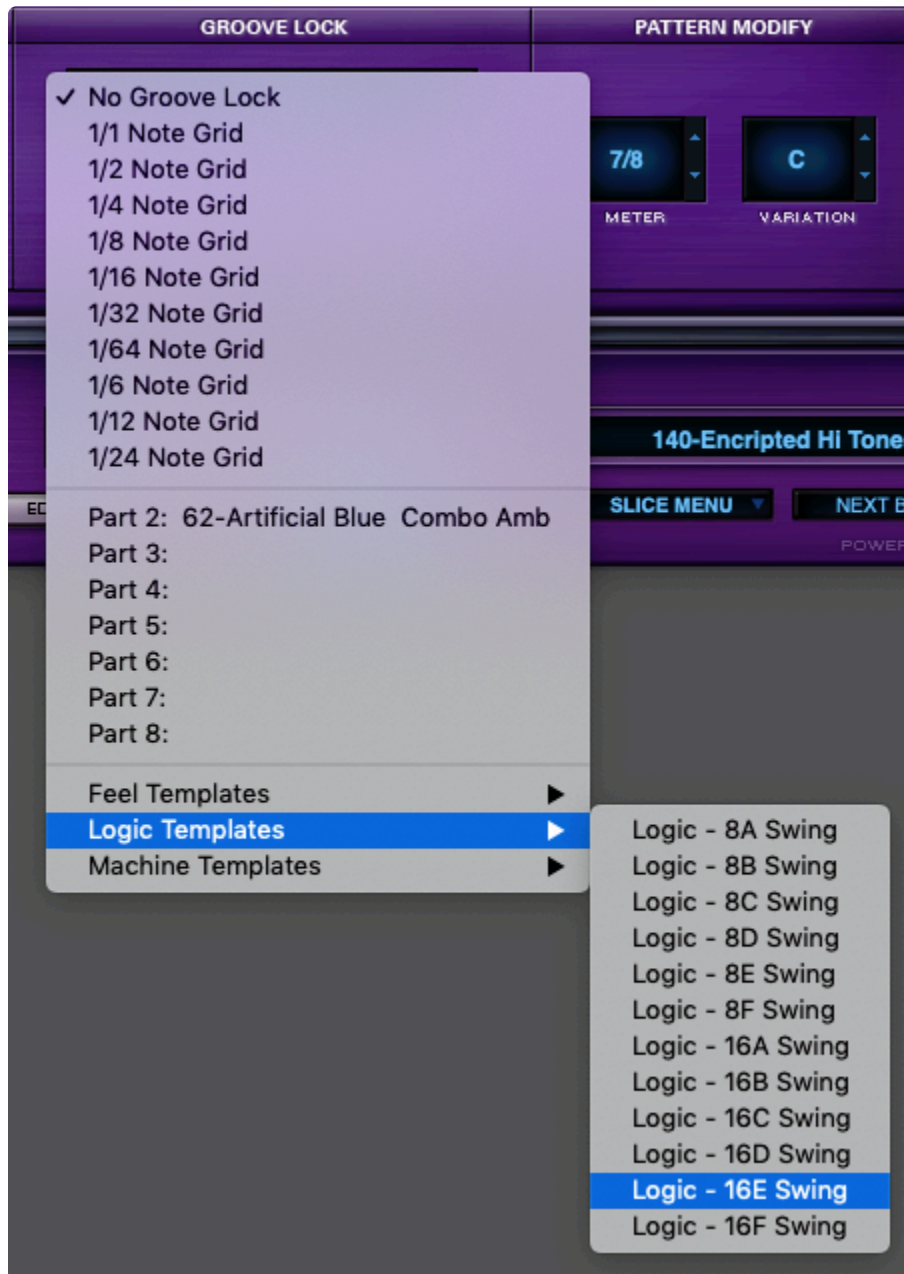 GROOVE LOCK
PATTERN MODIFY
✓ No Groove Lock
1/1 Note Grid
1/2 Note Grid
1/4 Note Grid
1/8 Note Grid
1/16 Note Grid
1/32 Note Grid
1/64 Note Grid
1/6 Note Grid
1/12 Note Grid
1/24 Note Grid
Part 2: 62-Artificial Blue Combo Amb
Part 3:
Part 4:
Part 5:
Part 6:
Part 7:
Part 8:
Feel Templates
Logic Templates
Machine Templates
Logic - 8A Swing
Logic - 8B Swing
Logic - 8C Swing
Logic - 8D Swing
Logic - 8E Swing
Logic - 8F Swing
Logic - 16A Swing
Logic - 16B Swing
Logic - 16C Swing
Logic - 16D Swing
Logic - 16E Swing
Logic - 16F Swing
7/8
C
METER
VARIATION
140-Encripted Hi Tone
SLICE MENU
NEXT